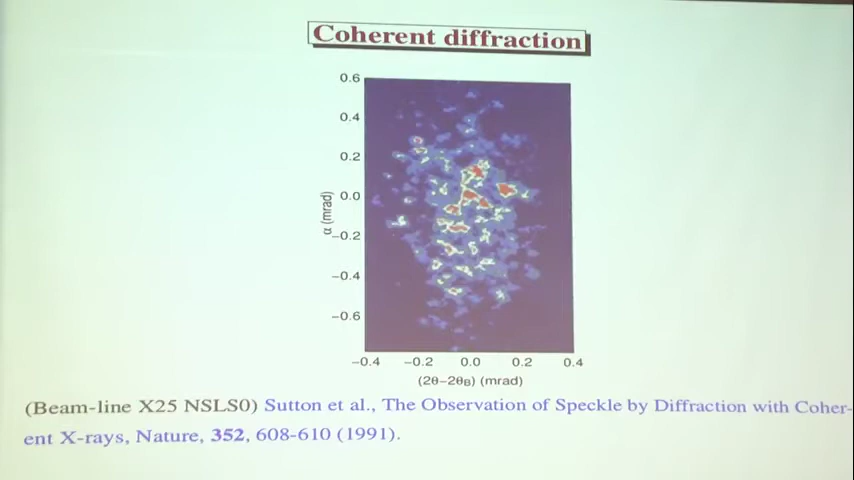 Coherent diffraction
0.6
0.4
0.2
0.0
−0.2
−0.4
−0.6
α (mrad)
−0.4 −0.2 0.0 0.2 0.4
(2θ−2θB) (mrad)
(Beam-line X25 NSLS0) Sutton et al., The Observation of Speckle by Diffraction with Coher-
ent X-rays, Nature, 352, 608-610 (1991).